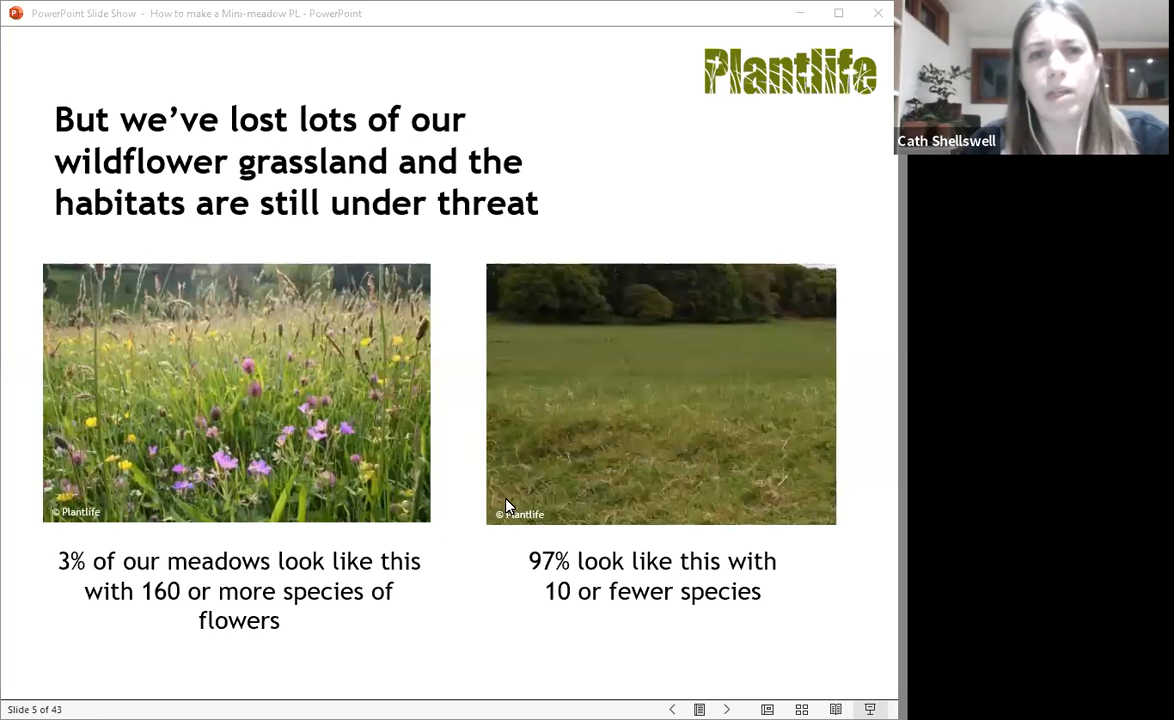 PowerPoint Slide Show - How to make a Mini-meadow PL - PowerPoint
Plantlife
Cath Shellswell
But we’ve lost lots of our
wildflower grassland and the
habitats are still under threat
© Plantlife
© Plantlife
3% of our meadows look like this
with 160 or more species of
flowers
97% look like this with
10 or fewer species
Slide 5 of 43